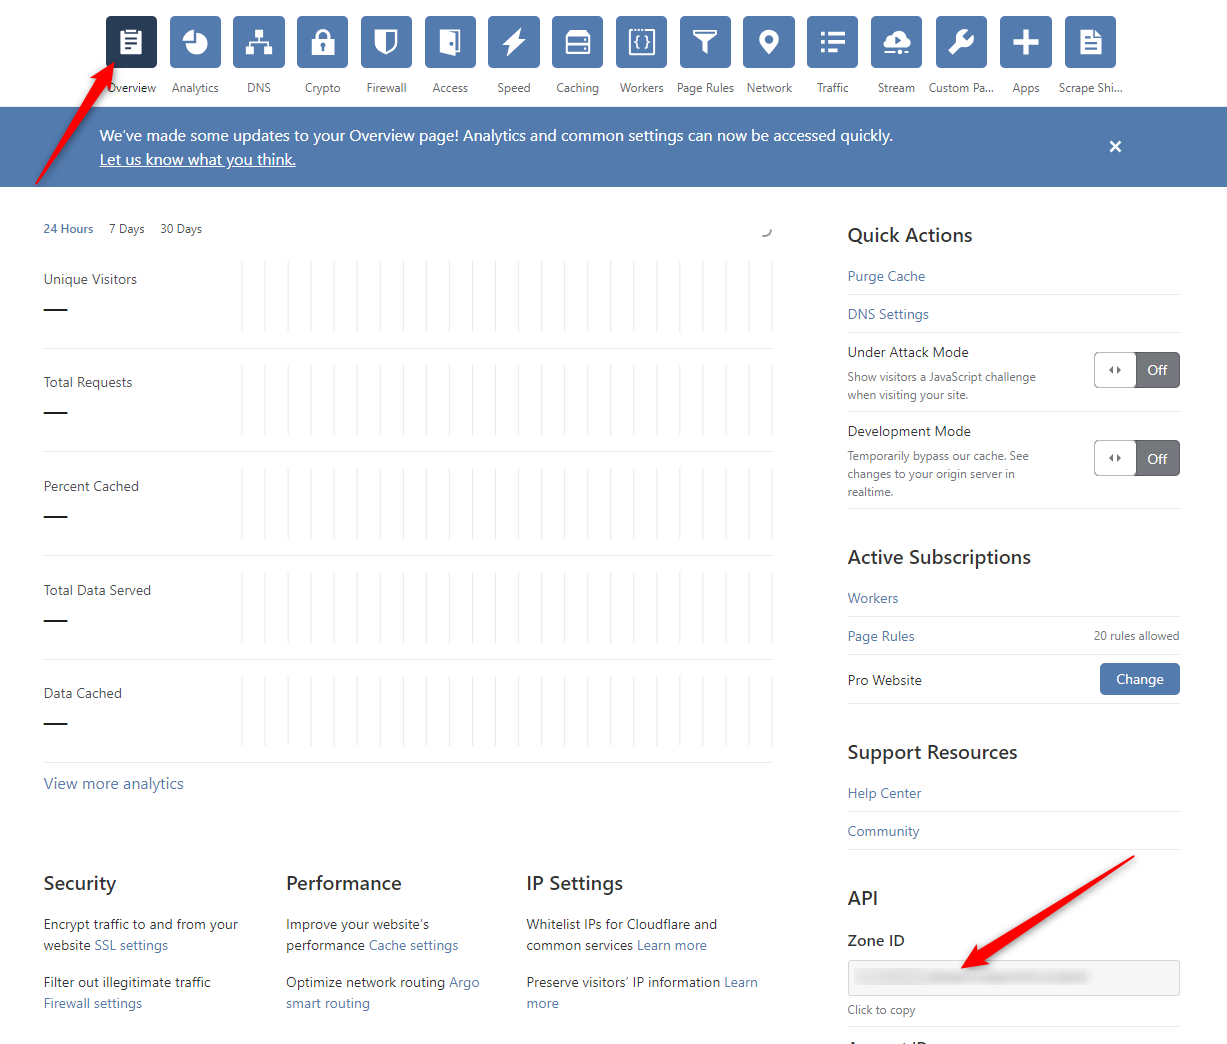 Overview Analytics DNS Crypto Firewall Access Speed Caching Workers Page Rules Network Traffic Stream Custom Pa... Apps Scrape Shi...
We've made some updates to your Overview page! Analytics and common settings can now be accessed quickly.
Let us know what you think.
24 Hours 7 Days 30 Days
Unique Visitors
—
Total Requests
—
Percent Cached
—
Total Data Served
—
Data Cached
—
View more analytics
Quick Actions
Purge Cache
DNS Settings
Under Attack Mode
Show visitors a JavaScript challenge
when visiting your site.
Off
Development Mode
Temporarily bypass our cache. See
changes to your origin server in
realtime.
Off
Active Subscriptions
Workers
Page Rules 20 rules allowed
Pro Website Change
Support Resources
Help Center
Community
Security
Encrypt traffic to and from your
website SSL settings
Filter out illegitimate traffic
Firewall settings
Performance
Improve your website's
performance Cache settings
Optimize network routing Argo
smart routing
IP Settings
Whitelist IPs for Cloudflare and
common services Learn more
Preserve visitors' IP information Learn
more
API
Zone ID
Click to copy